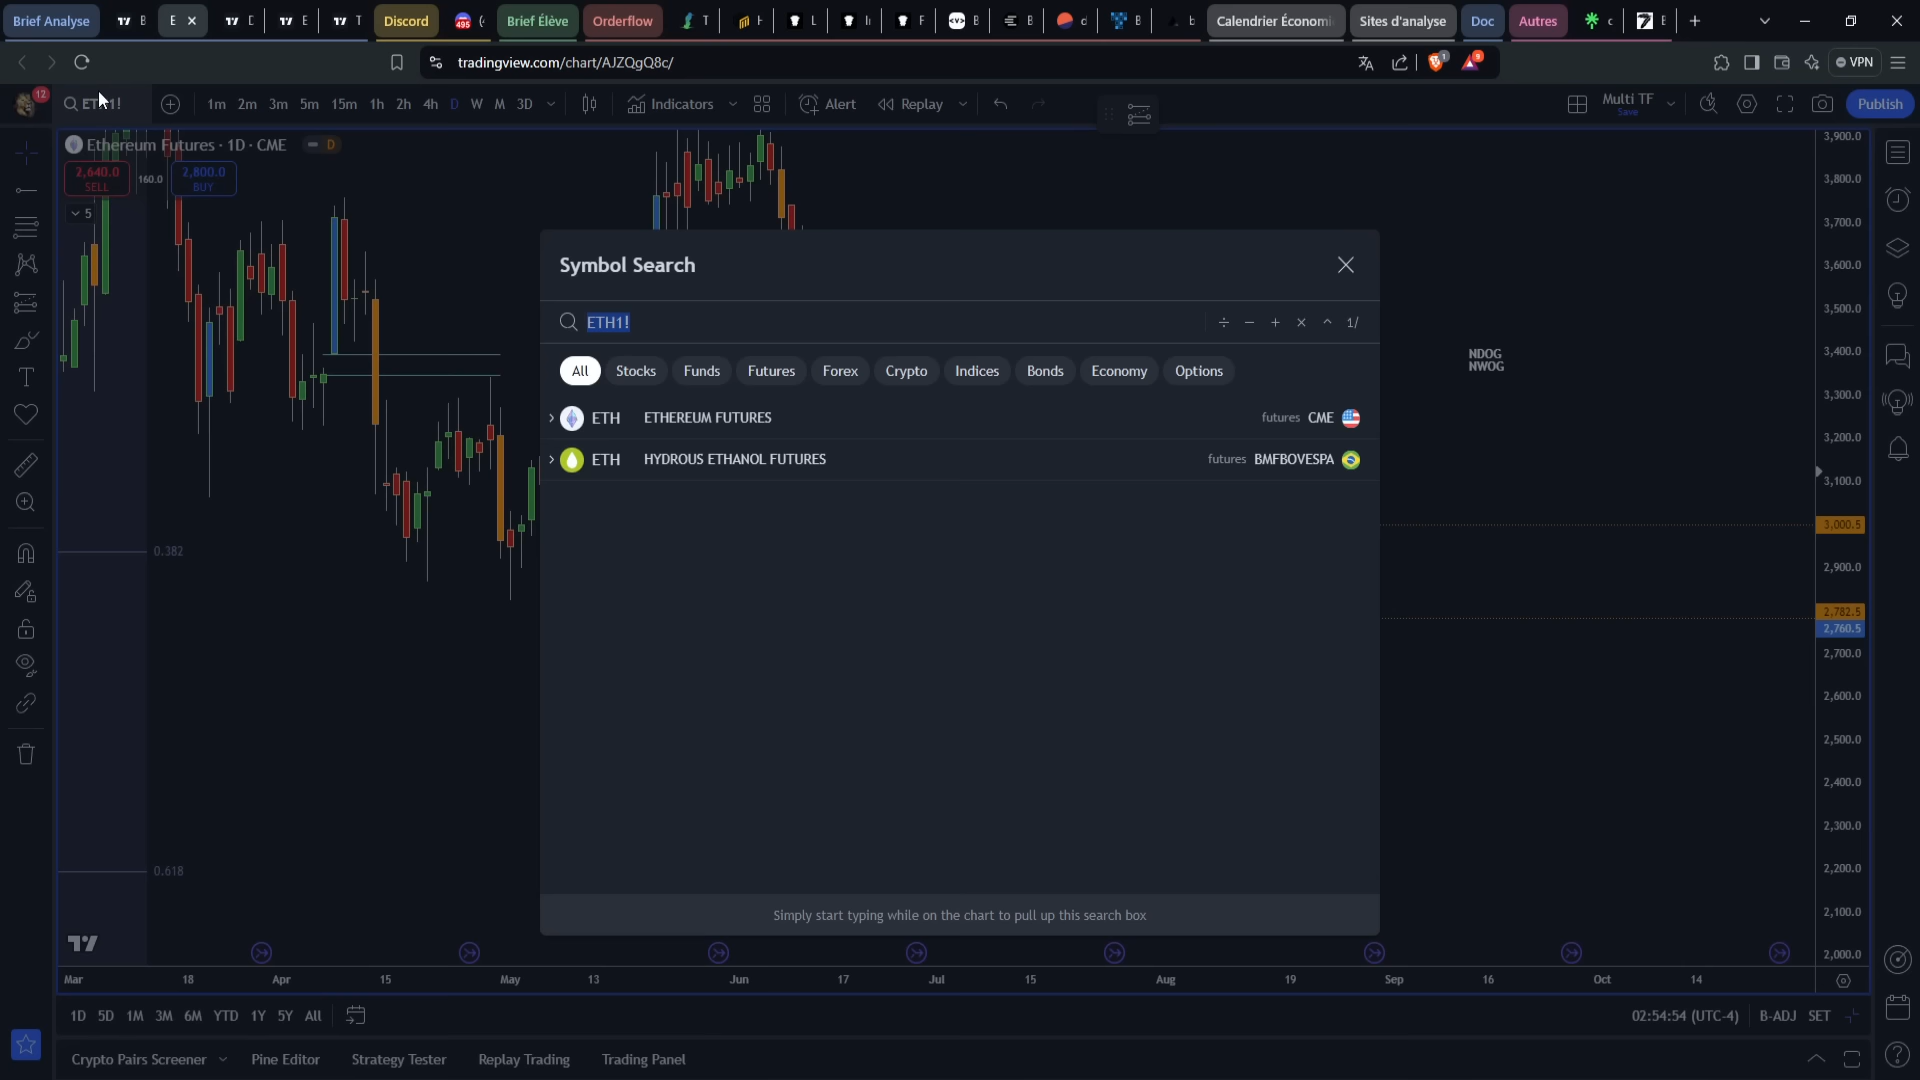 Brief Analyse
B
E
D
E
T
Discord
495
(
Brief Élève
Orderflow
T
H
L
F
B
B
B
Calendrier Économi
Sites d'analyse
Doc
Autres
c
E
tradingview.com/chart/AJZQgQ8c/
1
9
VPN
12
ETH1!
1m 2m 3m 5m 15m 1h 2h 4h D W M 3D
Indicators
Alert
Replay
Multi TF
Save
Publish
Ethereum Futures · 1D · CME
D
2,640.0
SELL
160.0
2,800.0
BUY
5
Symbol Search
ETH1!
÷ − + × ^ 1/
All Stocks Funds Futures Forex Crypto Indices Bonds Economy Options
ETH ETHEREUM FUTURES futures CME
ETH HYDROUS ETHANOL FUTURES futures BMFBOVESPA
Simply start typing while on the chart to pull up this search box
NDOG
NWOG
0.382
0.618
3,900.0
3,800.0
3,700.0
3,600.0
3,500.0
3,400.0
3,300.0
3,200.0
3,100.0
3,000.5
2,900.0
2,782.5
2,760.5
2,700.0
2,600.0
2,500.0
2,400.0
2,300.0
2,200.0
2,100.0
2,000.0
Mar 18 Apr 15 May 13 Jun 17 Jul 15 Aug 19 Sep 16 Oct 14
1D 5D 1M 3M 6M YTD 1Y 5Y All
02:54:54 (UTC-4) B-ADJ SET
Crypto Pairs Screener
Pine Editor
Strategy Tester
Replay Trading
Trading Panel